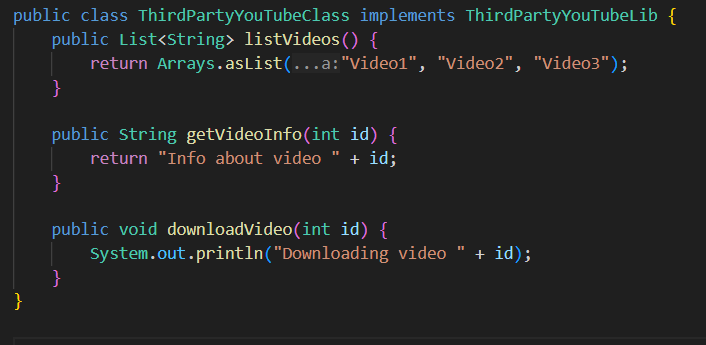 public class ThirdPartyYouTubeClass implements ThirdPartyYouTubeLib {
    public List<String> listVideos() {
        return Arrays.asList(...a:"Video1", "Video2", "Video3");
    }

    public String getVideoInfo(int id) {
        return "Info about video " + id;
    }

    public void downloadVideo(int id) {
        System.out.println("Downloading video " + id);
    }
}